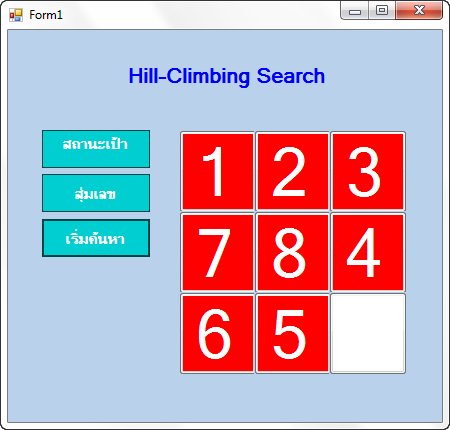 Form1
Hill-Climbing Search
สถานะเป้า
สุ่มเลข
เริ่มค้นหา
1 2 3
7 8 4
6 5